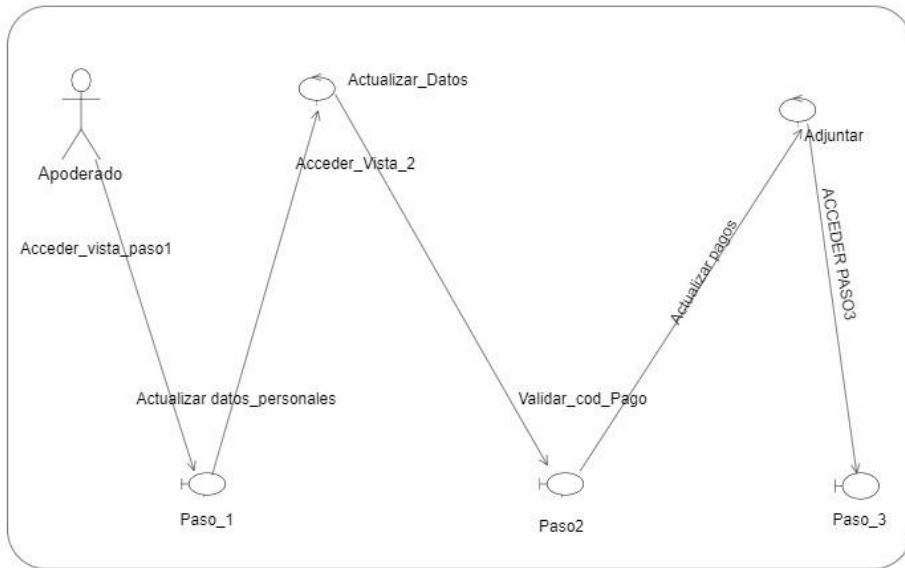 Actualizar_Datos
Adjuntar
Acceder_Vista_2
Apoderado
ACCEDER PASO3
Acceder_vista_paso1
Actualizar pagos
Actualizar datos_personales
Validar_cod_Pago
Paso_1
Paso2
Paso_3